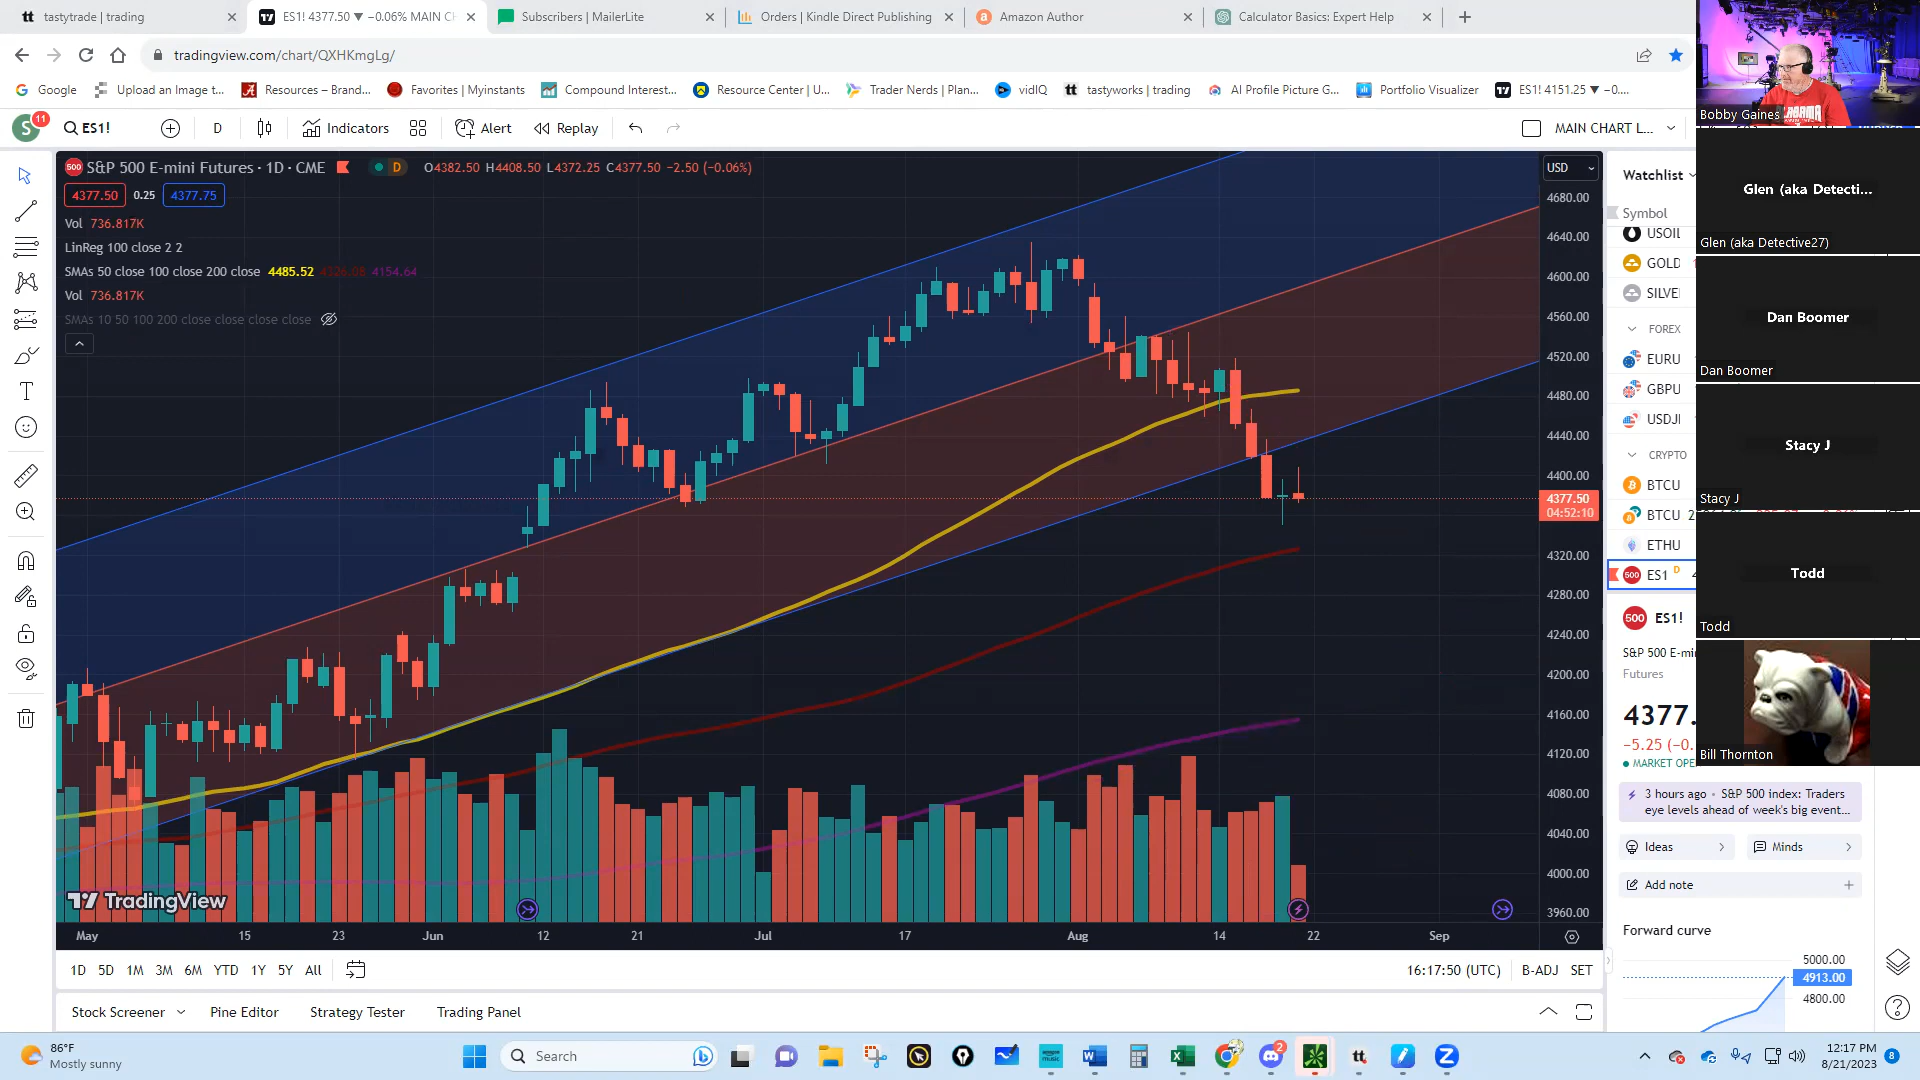 tastytrade | trading
ES1! 4377.50 ▼ −0.06% MAIN CH
Subscribers | MailerLite
Orders | Kindle Direct Publishing
Amazon Author
Calculator Basics: Expert Help
tradingview.com/chart/QXHKmgLg/
Google
Upload an Image t...
Resources – Brand...
Favorites | Myinstants
Compound Interest...
Resource Center | U...
Trader Nerds | Plan...
vidIQ
tastyworks | trading
AI Profile Picture G...
Portfolio Visualizer
ES1! 4151.25 ▼ −0....
S
11
ES1!
D
Indicators
Alert
Replay
MAIN CHART L...
S&P 500 E-mini Futures · 1D · CME
D
O4382.50 H4408.50 L4372.25 C4377.50 −2.50 (−0.06%)
4377.50
0.25
4377.75
Vol 736.817K
LinReg 100 close 2 2
SMAs 50 close 100 close 200 close 4485.52 4326.08 4154.64
Vol 736.817K
SMAs 10 50 100 200 close close close close
USD
4680.00
4640.00
4600.00
4560.00
4520.00
4480.00
4440.00
4400.00
4377.50
04:52:10
4320.00
4280.00
4240.00
4200.00
4160.00
4120.00
4080.00
4040.00
4000.00
3960.00
TradingView
May
15
23
Jun
12
21
Jul
17
Aug
14
22
Sep
1D
5D
1M
3M
6M
YTD
1Y
5Y
All
16:17:50 (UTC)
B-ADJ
SET
Stock Screener
Pine Editor
Strategy Tester
Trading Panel
Watchlist
Symbol
USOIL
GOLD
SILVE
FOREX
EURU
GBPU
USDJ
CRYPTO
BTCU
BTCU 2
ETHU
500 ES1 D 4
500 ES1!
S&P 500 E-mi
Futures
4377.
−5.25 (−0.
MARKET OPE
3 hours ago • S&P 500 index: Traders
eye levels ahead of week's big event...
Ideas
Minds
Add note
Forward curve
5000.00
4913.00
4800.00
Bobby Gaines
Glen (aka Detecti...
Glen (aka Detective27)
Dan Boomer
Dan Boomer
Stacy J
Stacy J
Todd
Todd
Bill Thornton
86°F
Mostly sunny
Search
2
12:17 PM
8/21/2023
8